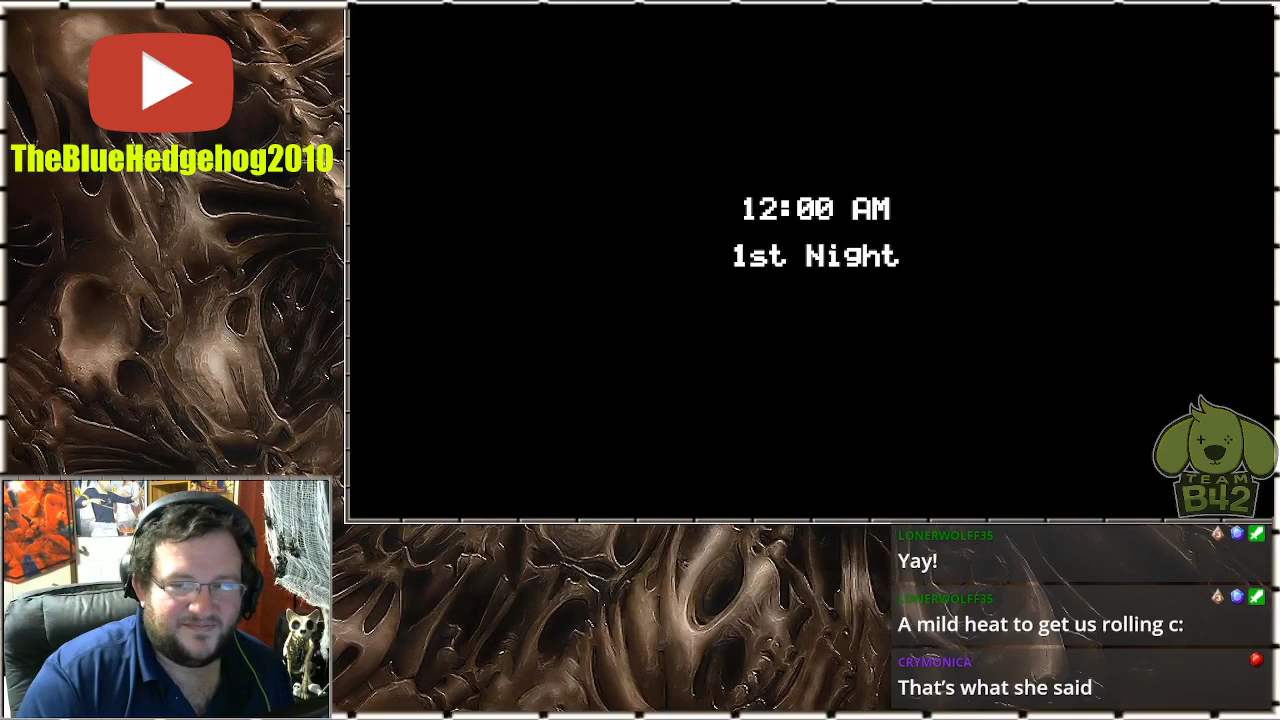 TheBlueHedgehog2010
12:00 AM
1st Night
TEAM
B42
LONERWOLFF35
Yay!
LONERWOLFF35
A mild heat to get us rolling c:
CRYMONICA
That's what she said